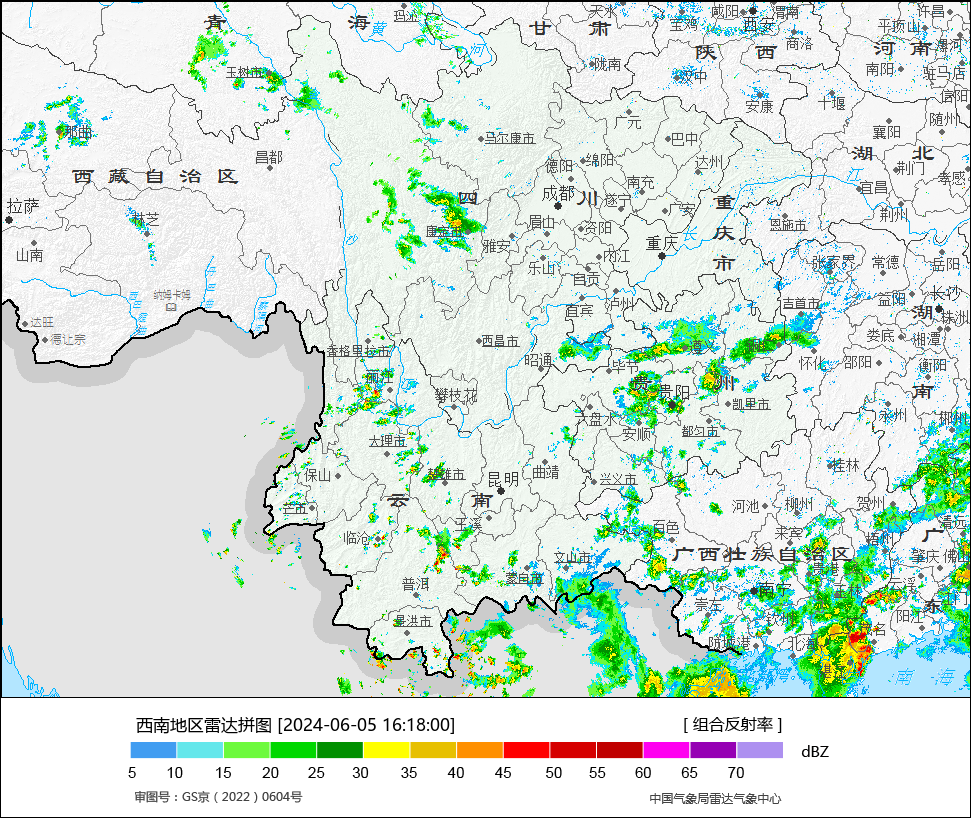 青 海 甘 肃
玛沁 黄 河
天水 宝鸡 咸阳 西安 渭南
陕 西 商洛
许昌 平顶山 漯河
河 南 南阳 驻马店
信阳
陇南 汉中 安康 十堰
玉树市
那曲 昌都
西 藏 自 治 区
拉萨 林芝
山南
马尔康市
巴中 达州
德阳 绵阳
成都 四 川
遂宁 南充 广安
康定市 雅安 眉山 资阳
乐山 内江 自贡
宜宾 泸州
重 庆 市
重庆 长
江
襄阳 随州
湖 北
荆门 孝感
宜昌 荆州
恩施市
张家界 常德 岳阳
吉首市 益阳 长沙
湖 南
娄底 湘潭 株洲
怀化 邵阳 衡阳
永州 郴州
纳姆卡姆
达旺
德让宗
西昌市 昭通
香格里拉市
丽江 攀枝花
毕节 遵
贵 州
贵阳 凯里市
六盘水 安顺 都匀市
大理市
保山 楚雄市 昆明 曲靖 兴义市
云 南
芒市
临沧 玉溪
文山市
普洱 蒙自市
景洪市
桂林
河池 柳州 贺州
百色 来宾
广西壮族自治区
梧州
贵港
南宁 玉
崇左
钦州
防城港 北海
清远
广 东
肇庆 佛山
云浮 江门
阳江
茂名
湛
南 海
西南地区雷达拼图 [2024-06-05 16:18:00]
[ 组合反射率 ]
dBZ
5 10 15 20 25 30 35 40 45 50 55 60 65 70
审图号：GS京（2022）0604号
中国气象局雷达气象中心